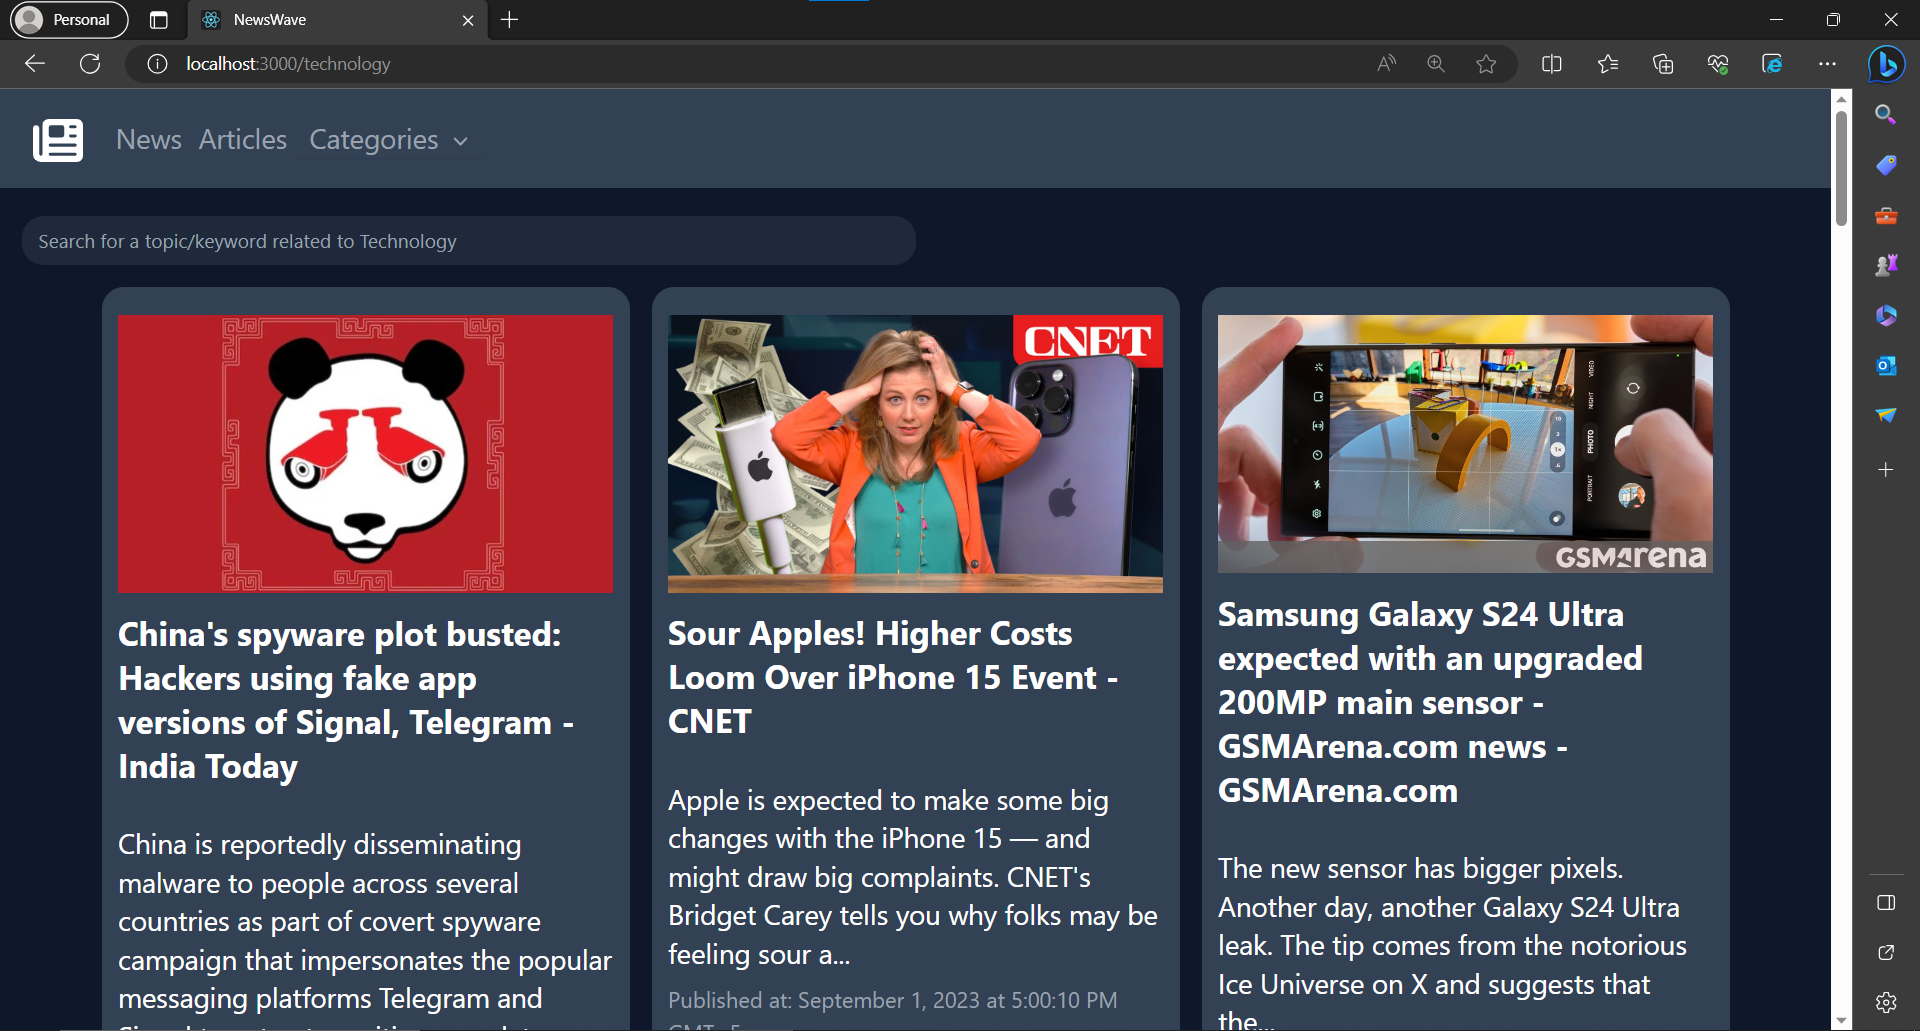 Personal
NewsWave
localhost:3000/technology
News Articles Categories
Search for a topic/keyword related to Technology
China's spyware plot busted:
Hackers using fake app
versions of Signal, Telegram -
India Today
China is reportedly disseminating
malware to people across several
countries as part of covert spyware
campaign that impersonates the popular
messaging platforms Telegram and
CNET
Sour Apples! Higher Costs
Loom Over iPhone 15 Event -
CNET
Apple is expected to make some big
changes with the iPhone 15 — and
might draw big complaints. CNET's
Bridget Carey tells you why folks may be
feeling sour a...
Published at: September 1, 2023 at 5:00:10 PM
VIDEO
NIGHT
PHOTO
PORTRAIT
GSMArena
Samsung Galaxy S24 Ultra
expected with an upgraded
200MP main sensor -
GSMArena.com news -
GSMArena.com
The new sensor has bigger pixels.
Another day, another Galaxy S24 Ultra
leak. The tip comes from the notorious
Ice Universe on X and suggests that
the...